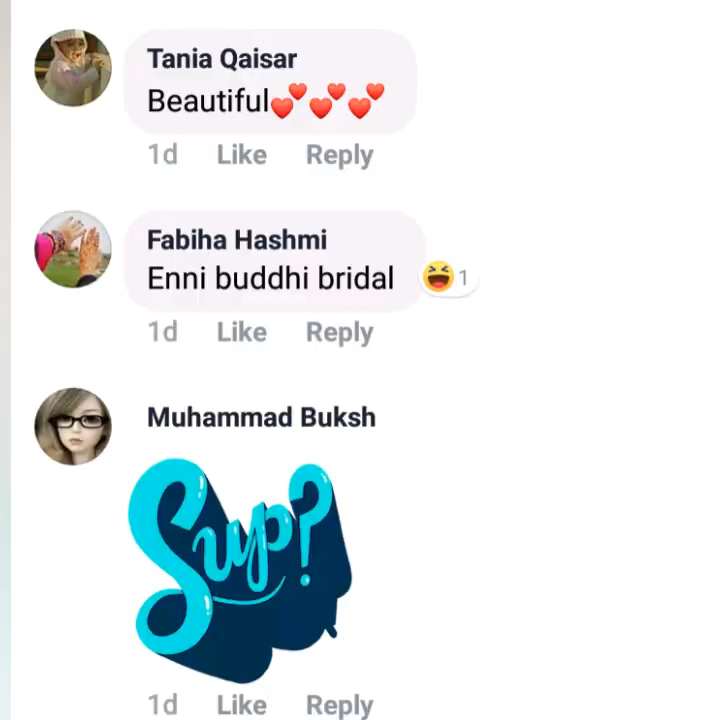 Tania Qaisar
Beautiful💕💕💕
1d Like Reply
Fabiha Hashmi
Enni buddhi bridal
1
1d Like Reply
Muhammad Buksh
Sup?
1d Like Reply